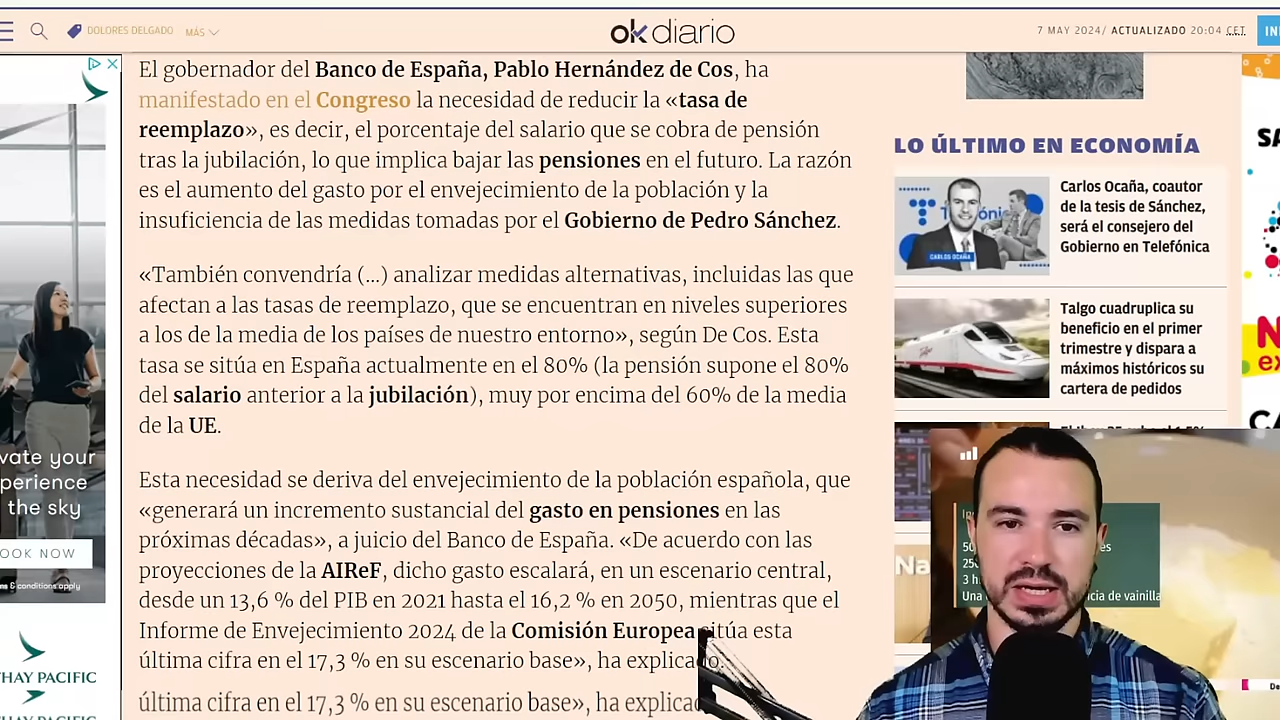 DOLORES DELGADO
MÁS
okdiario
7 MAY 2024/ ACTUALIZADO 20:04 CET
El gobernador del Banco de España, Pablo Hernández de Cos, ha
manifestado en el Congreso la necesidad de reducir la «tasa de
reemplazo», es decir, el porcentaje del salario que se cobra de pensión
tras la jubilación, lo que implica bajar las pensiones en el futuro. La razón
es el aumento del gasto por el envejecimiento de la población y la
insuficiencia de las medidas tomadas por el Gobierno de Pedro Sánchez.
«También convendría (...) analizar medidas alternativas, incluidas las que
afectan a las tasas de reemplazo, que se encuentran en niveles superiores
a los de la media de los países de nuestro entorno», según De Cos. Esta
tasa se sitúa en España actualmente en el 80% (la pensión supone el 80%
del salario anterior a la jubilación), muy por encima del 60% de la media
de la UE.
Esta necesidad se deriva del envejecimiento de la población española, que
«generará un incremento sustancial del gasto en pensiones en las
próximas décadas», a juicio del Banco de España. «De acuerdo con las
proyecciones de la AIReF, dicho gasto escalará, en un escenario central,
desde un 13,6 % del PIB en 2021 hasta el 16,2 % en 2050, mientras que el
Informe de Envejecimiento 2024 de la Comisión Europea sitúa esta
última cifra en el 17,3 % en su escenario base», ha explicado.
última cifra en el 17,3 % en su escenario base», ha explicad
LO ÚLTIMO EN ECONOMÍA
CARLOS OCAÑA
Carlos Ocaña, coautor
de la tesis de Sánchez,
será el consejero del
Gobierno en Telefónica
Talgo cuadruplica su
beneficio en el primer
trimestre y dispara a
máximos históricos su
cartera de pedidos
vate your
perience
the sky
OOK NOW
& conditions apply
THAY PACIFIC
Na
3 h
Una
cia de vainilla